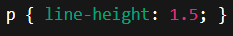 p { line-height: 1.5; }